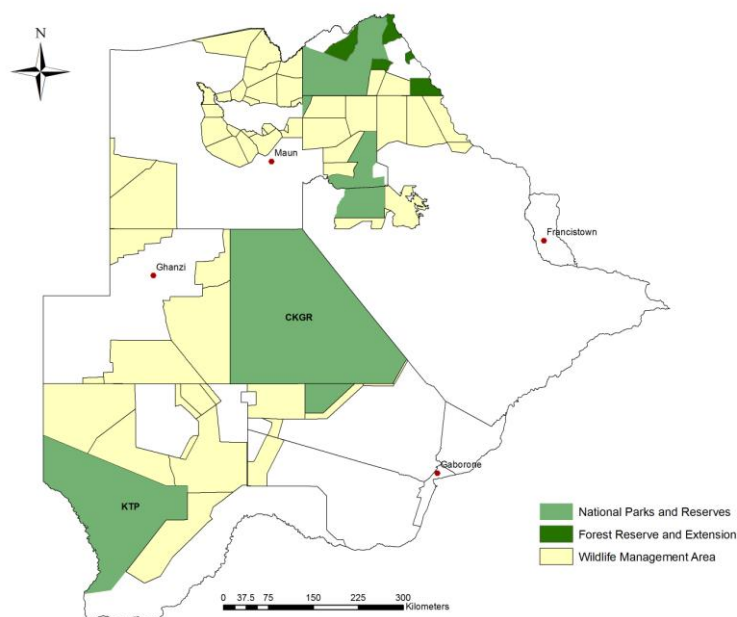 N
Maun
Francistown
Ghanzi
CKGR
Gaborone
KTP
National Parks and Reserves
Forest Reserve and Extension
Wildlife Management Area
0 37.5 75 150 225 300
Kilometers